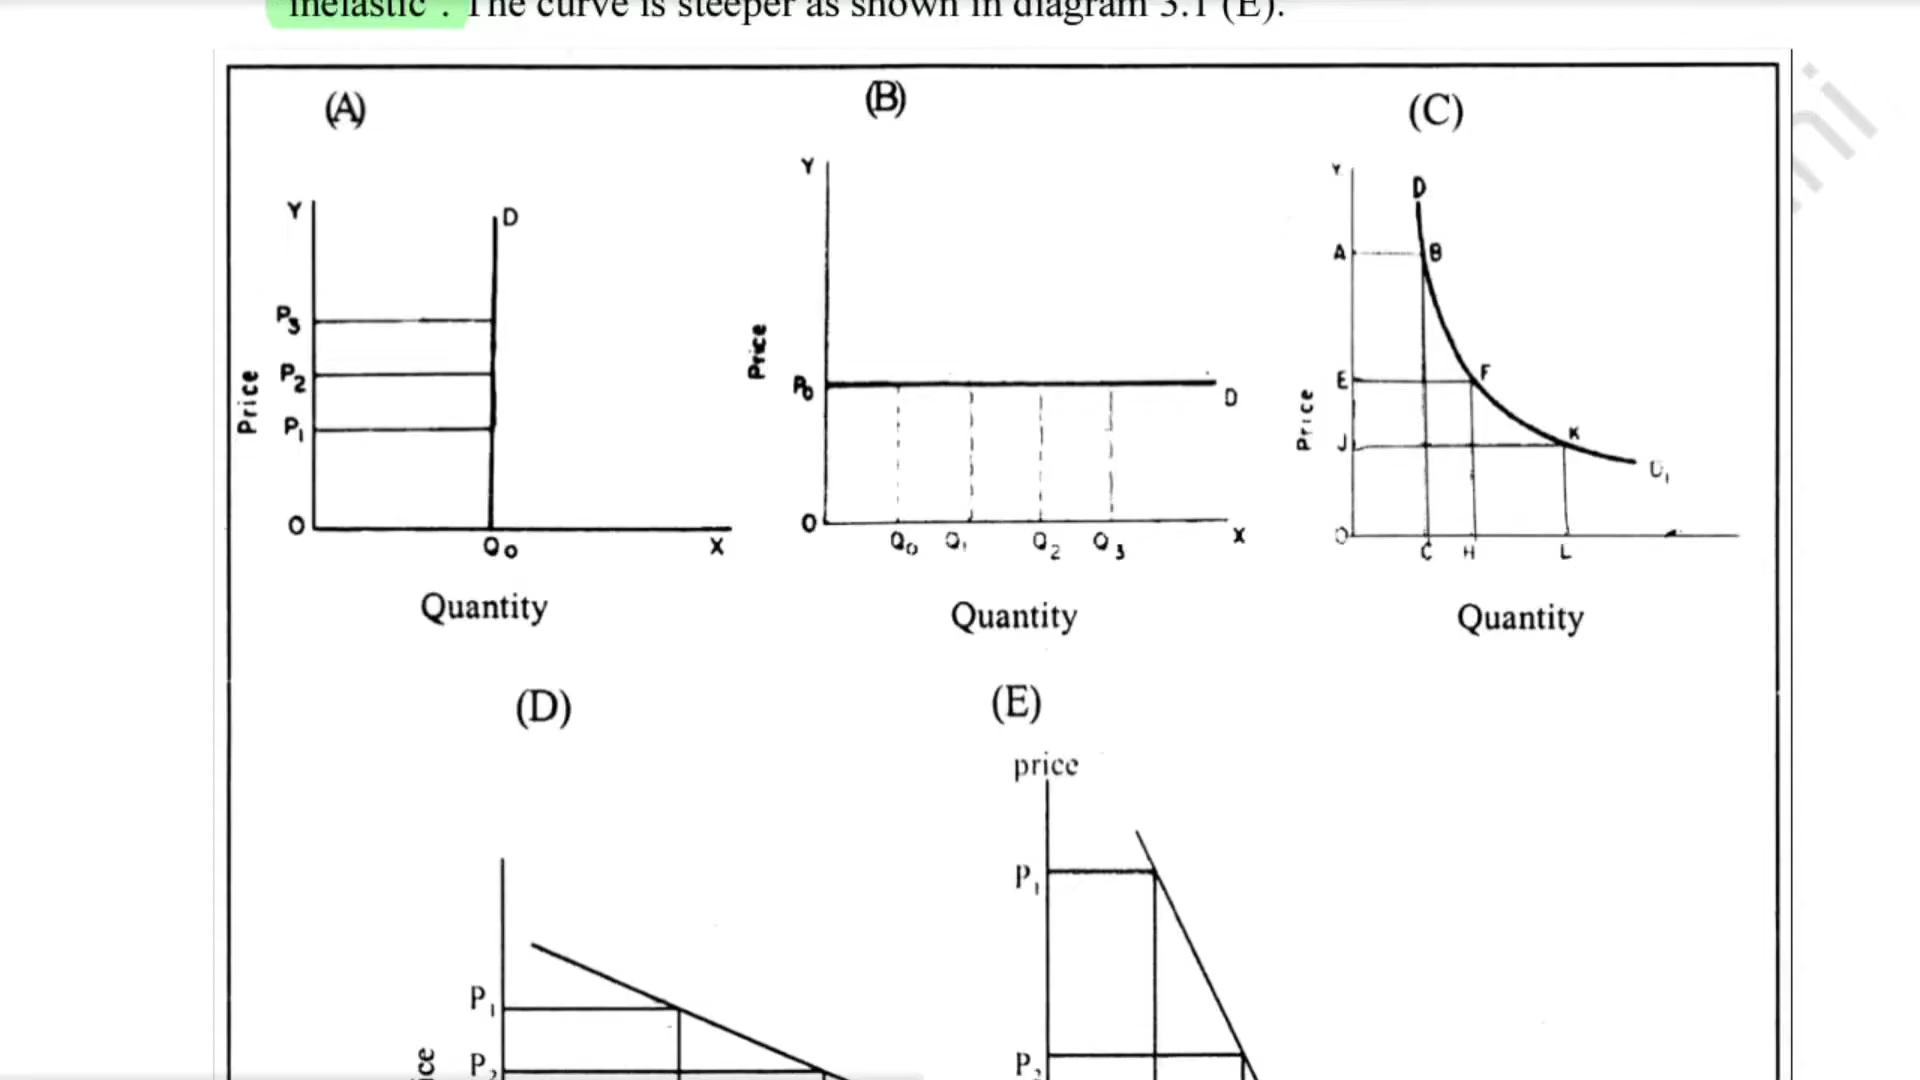 inelastic". The curve is steeper as shown in diagram 3.1 (E).
(A)
(B)
(C)
Y
D
P3
P2
P1
Price
O
Q0
X
Quantity
Y
Price
P0
D
O
Q0 Q1 Q2 Q3
X
Quantity
Y
D
A
B
E
F
J
K
Price
O
C H L
Quantity
(D)
(E)
P1
P2
price
P1
P2